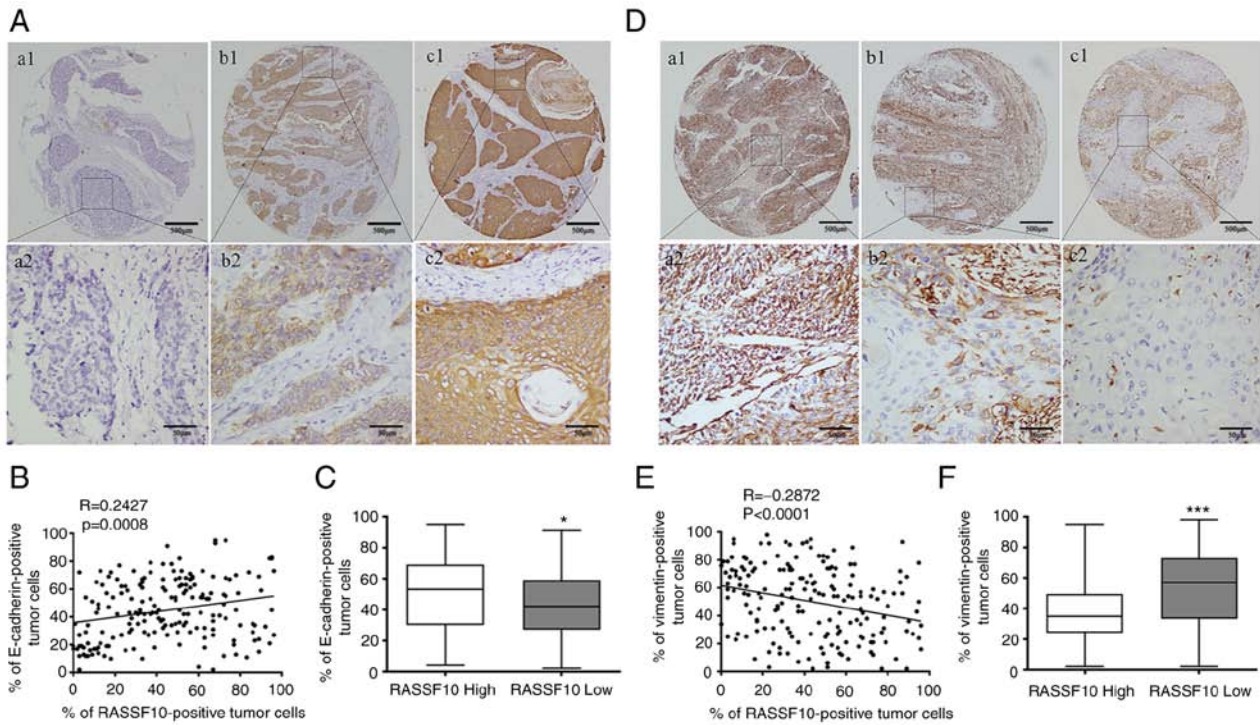 A
D
a1
b1
c1
a1
b1
c1
500μm
500μm
500μm
500μm
500μm
500μm
a2
b2
c2
a2
b2
c2
50μm
50μm
50μm
50μm
50μm
50μm
B
R=0.2427
p=0.0008
% of E-cadherin-positive
tumor cells
100
80
60
40
20
0
0 20 40 60 80 100
% of RASSF10-positive tumor cells
C
% of E-cadherin-positive
tumor cells
100
80
60
40
20
0
*
RASSF10 High RASSF10 Low
E
R=−0.2872
P<0.0001
% of vimentin-positive
tumor cells
100
80
60
40
20
0
0 20 40 60 80 100
% of RASSF10-positive tumor cells
F
% of vimentin-positive
tumor cells
100
80
60
40
20
0
***
RASSF10 High RASSF10 Low